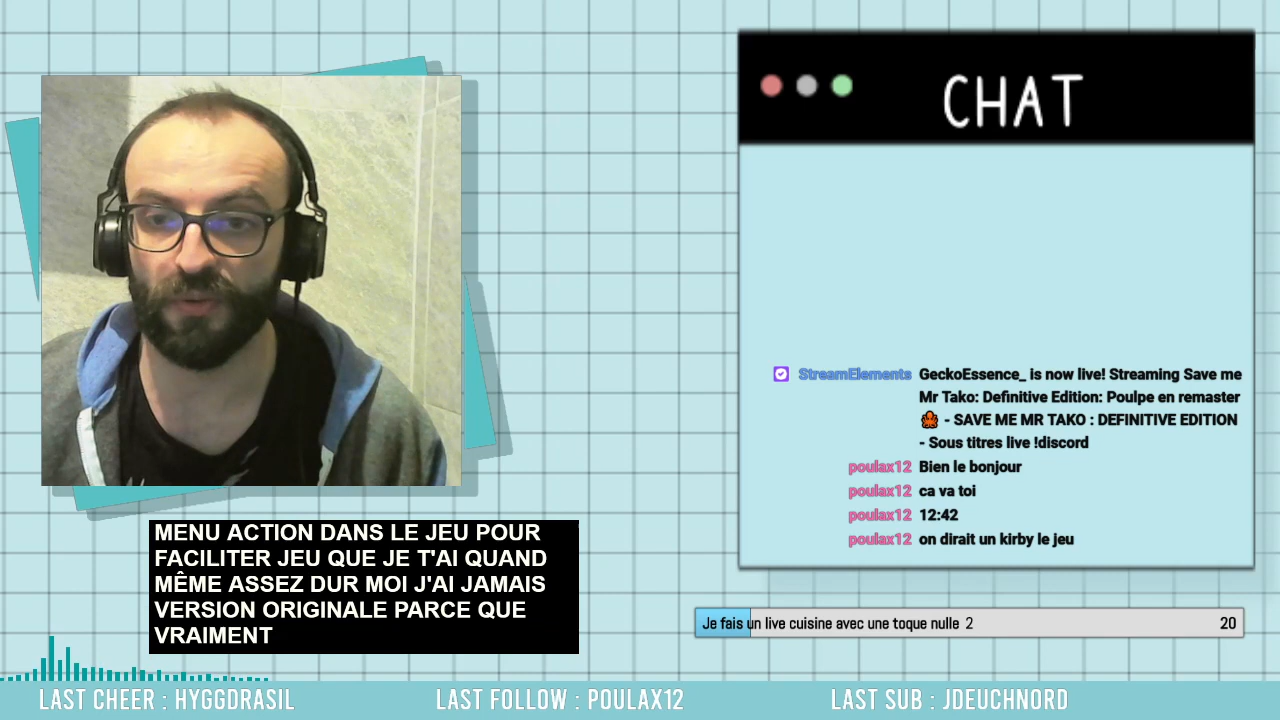 CHAT
StreamElements GeckoEssence_ is now live! Streaming Save me
Mr Tako: Definitive Edition: Poulpe en remaster
🐙 - SAVE ME MR TAKO : DEFINITIVE EDITION
- Sous titres live !discord
poulax12 Bien le bonjour
poulax12 ca va toi
poulax12 12:42
poulax12 on dirait un kirby le jeu
MENU ACTION DANS LE JEU POUR
FACILITER JEU QUE JE T'AI QUAND
MÊME ASSEZ DUR MOI J'AI JAMAIS
VERSION ORIGINALE PARCE QUE
VRAIMENT
Je fais un live cuisine avec une toque nulle 2 20
LAST CHEER : HYGGDRASIL LAST FOLLOW : POULAX12 LAST SUB : JDEUCHNORD